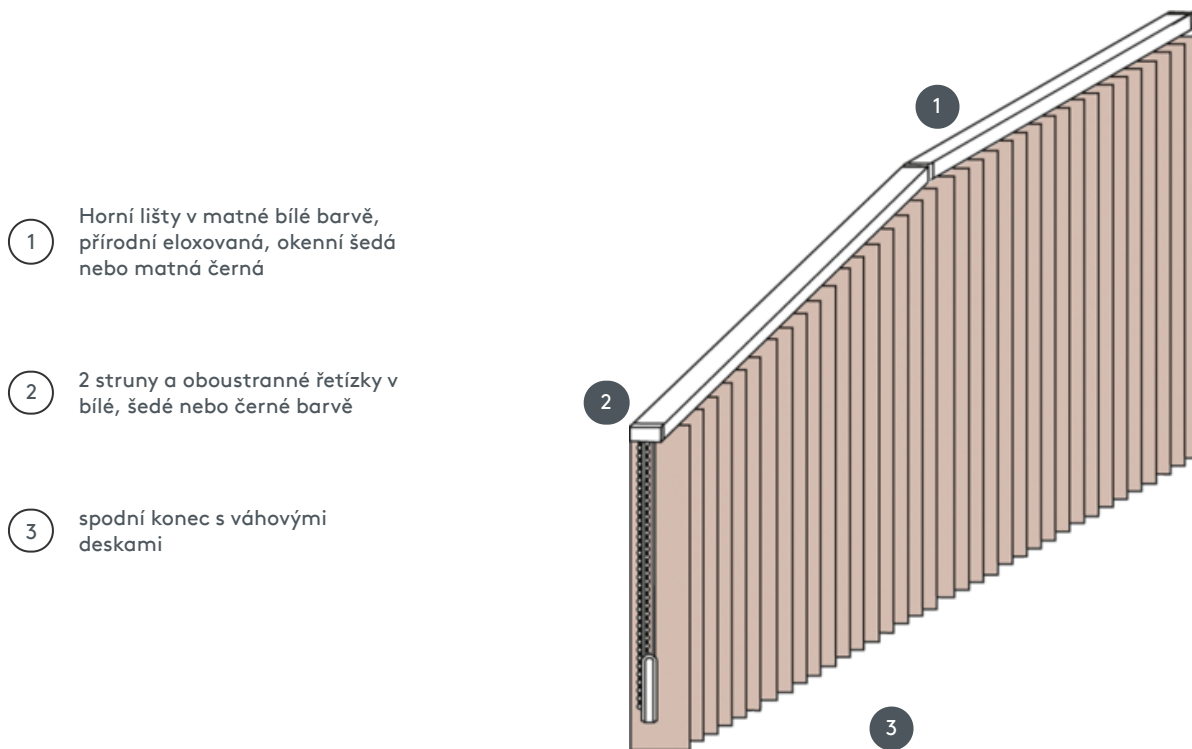 1
Horní lišty v matné bílé barvě,
přírodní eloxovaná, okenní šedá
nebo matná černá
2
2 struny a oboustranné řetízky v
bílé, šedé nebo černé barvě
3
spodní konec s váhovými
deskami
1
2
3